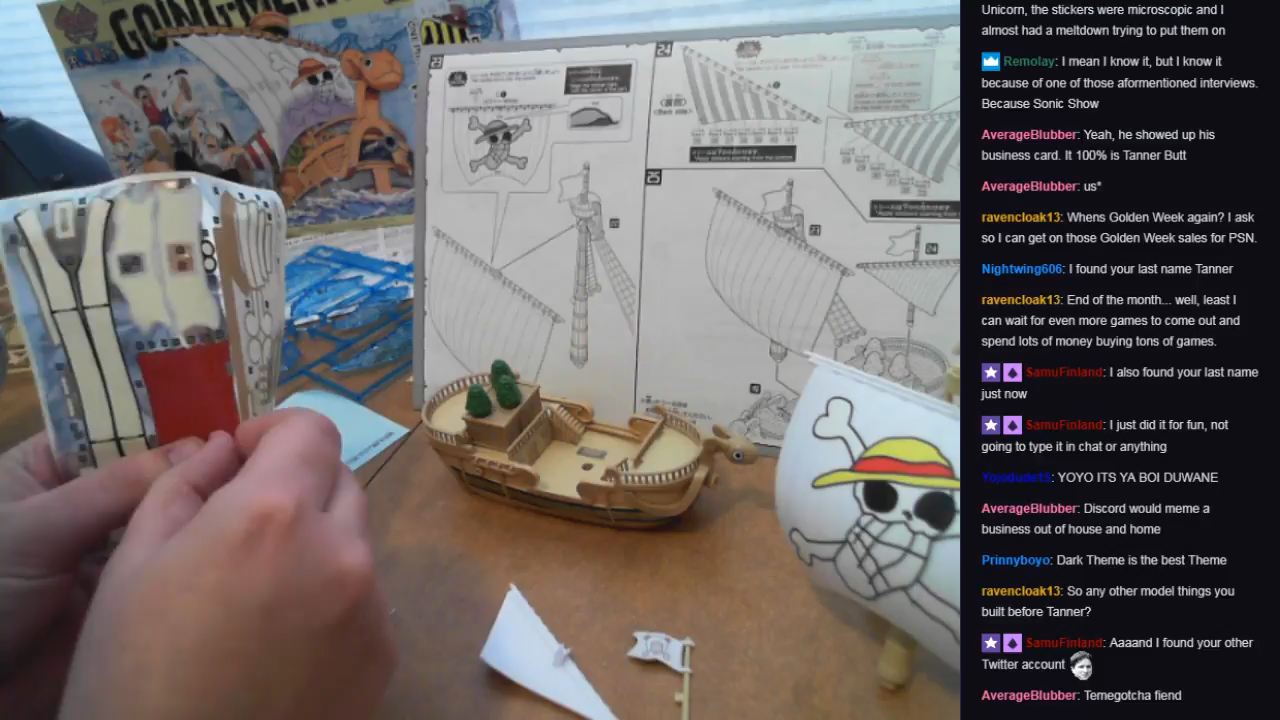 GOING-MERRY
23
24
25
23
24
Unicorn, the stickers were microscopic and I
almost had a meltdown trying to put them on
Remolay: I mean I know it, but I know it
because of one of those aformentioned interviews.
Because Sonic Show
AverageBlubber: Yeah, he showed up his
business card. It 100% is Tanner Butt
AverageBlubber: us*
ravencloak13: Whens Golden Week again? I ask
so I can get on those Golden Week sales for PSN.
Nightwing606: I found your last name Tanner
ravencloak13: End of the month... well, least I
can wait for even more games to come out and
spend lots of money buying tons of games.
SamuFinland: I also found your last name
just now
SamuFinland: I just did it for fun, not
going to type it in chat or anything
Yojodude15: YOYO ITS YA BOI DUWANE
AverageBlubber: Discord would meme a
business out of house and home
Prinnyboyo: Dark Theme is the best Theme
ravencloak13: So any other model things you
built before Tanner?
SamuFinland: Aaaand I found your other
Twitter account
AverageBlubber: Temegotcha fiend